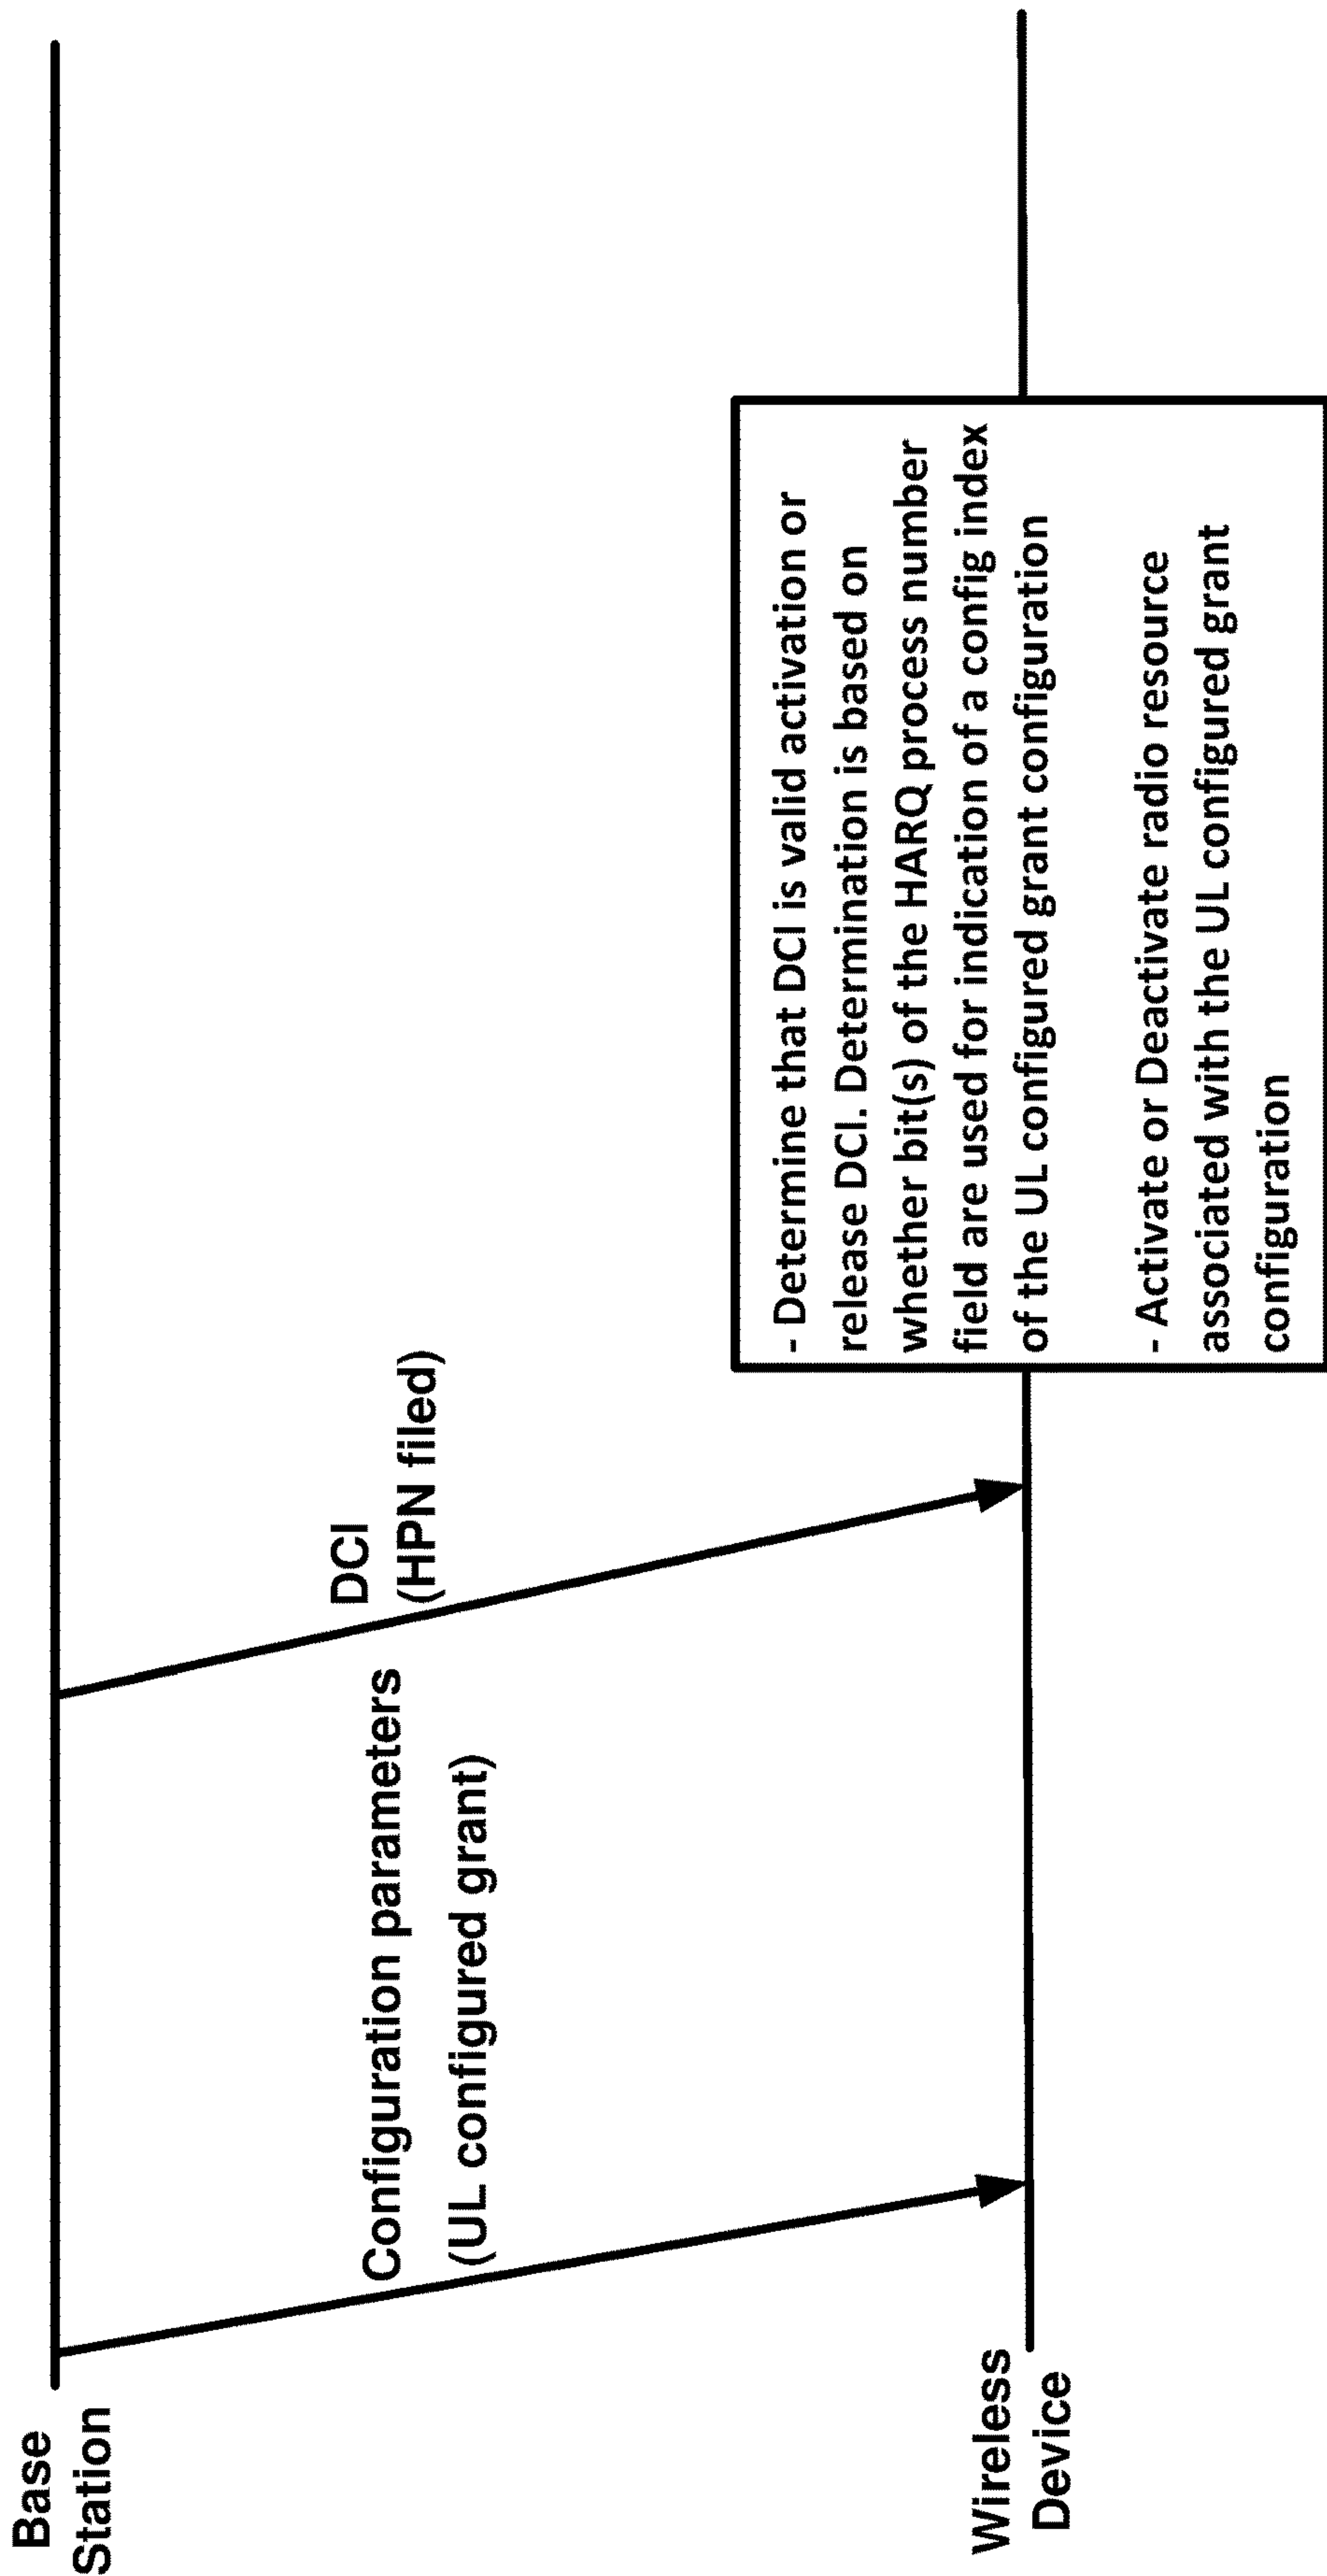 Base
Station
Configuration parameters
(UL configured grant)
DCI
(HPN filed)
Wireless
Device
- Determine that DCI is valid activation or
release DCI. Determination is based on
whether bit(s) of the HARQ process number
field are used for indication of a config index
of the UL configured grant configuration
- Activate or Deactivate radio resource
associated with the UL configured grant
configuration